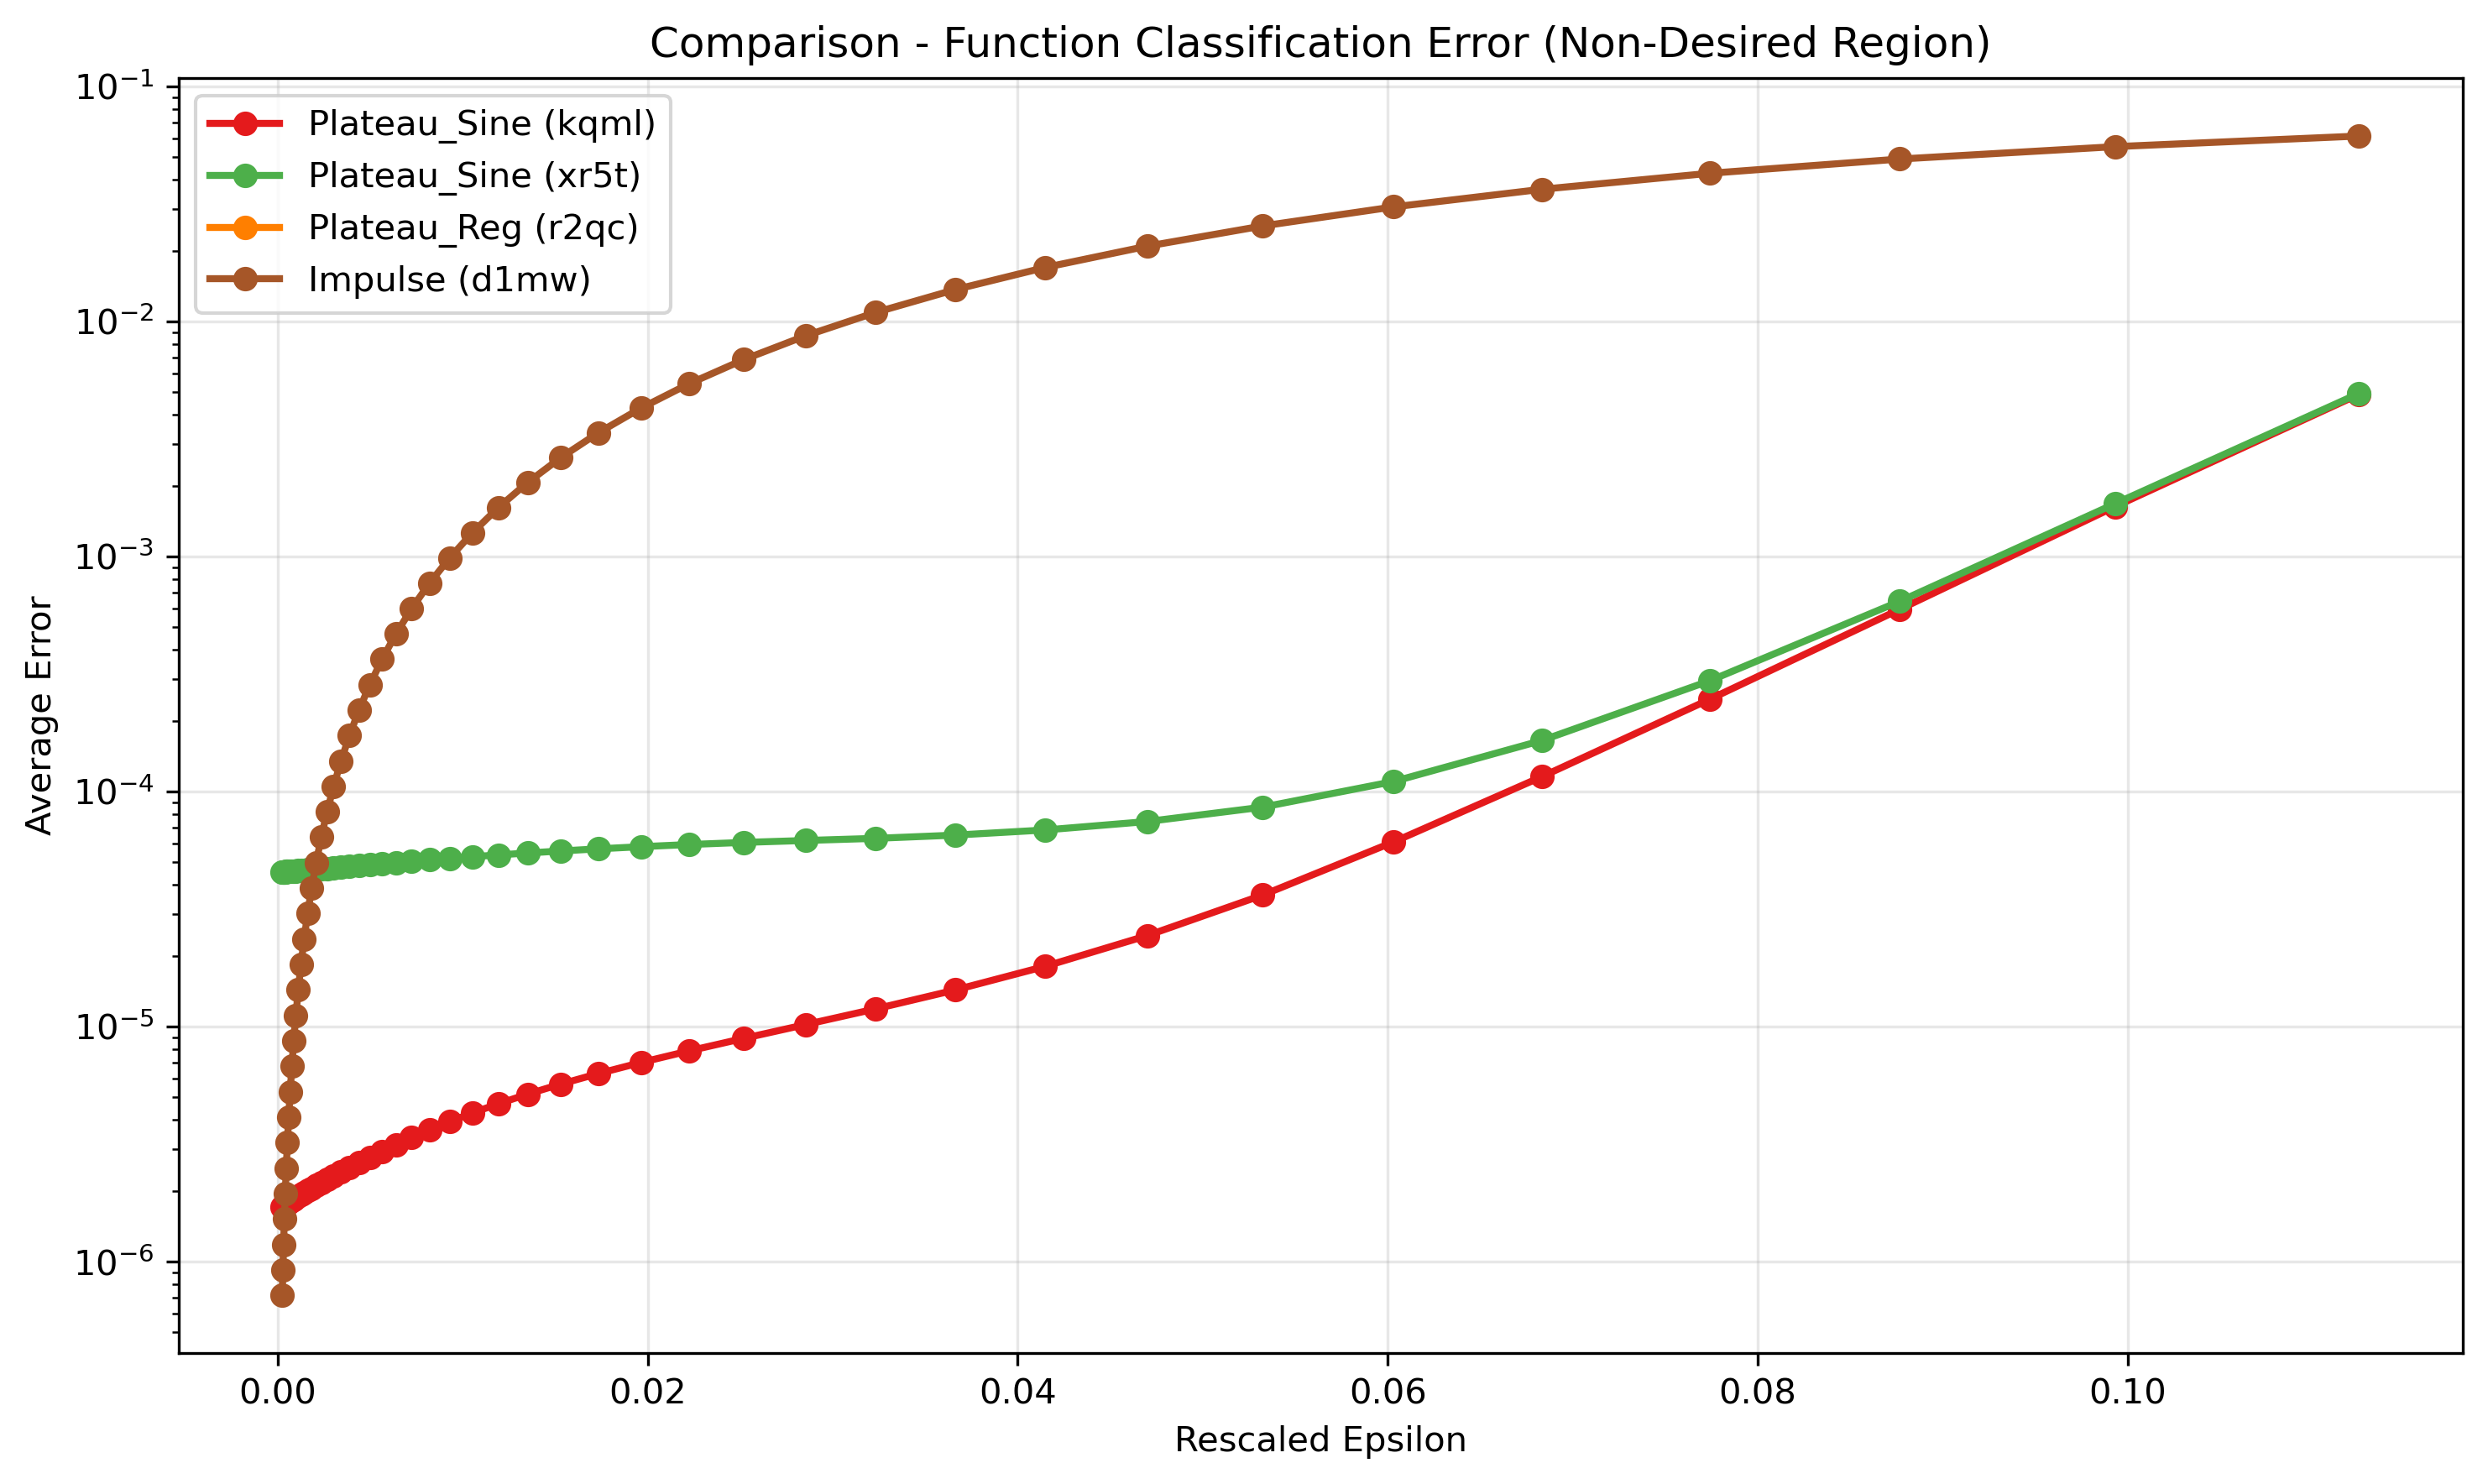 Comparison - Function Classification Error (Non-Desired Region)
Plateau_Sine (kqml)
Plateau_Sine (xr5t)
Plateau_Reg (r2qc)
Impulse (d1mw)
Average Error
10⁻¹
10⁻²
10⁻³
10⁻⁴
10⁻⁵
10⁻⁶
0.00 0.02 0.04 0.06 0.08 0.10
Rescaled Epsilon